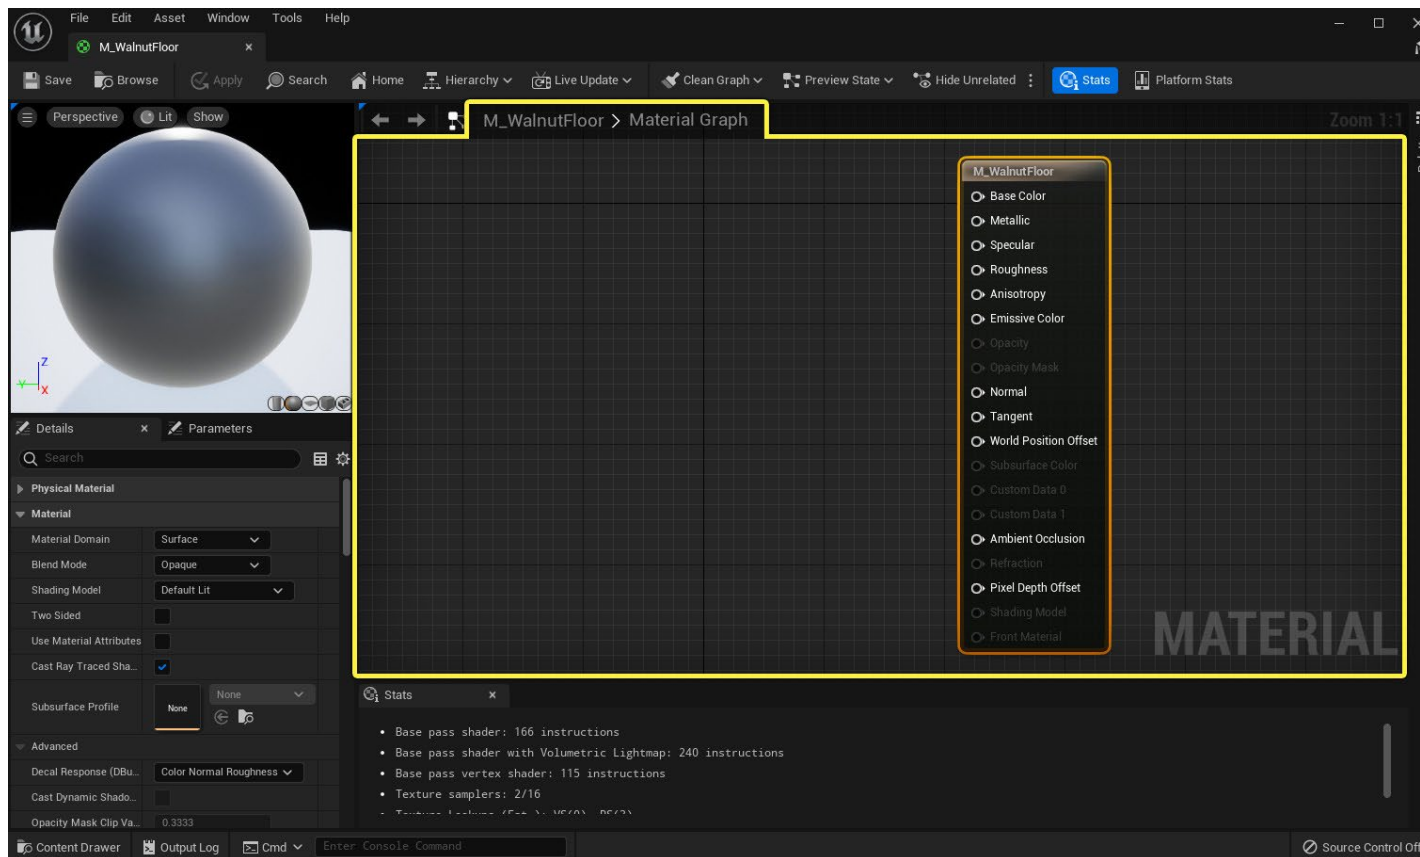 File Edit Asset Window Tools Help
M_WalnutFloor
Save Browse Apply Search Home Hierarchy Live Update Clean Graph Preview State Hide Unrelated Stats Platform Stats
Perspective Lit Show
M_WalnutFloor > Material Graph
Zoom 1:1
M_WalnutFloor
Base Color
Metallic
Specular
Roughness
Anisotropy
Emissive Color
Opacity
Opacity Mask
Normal
Tangent
World Position Offset
Subsurface Color
Custom Data 0
Custom Data 1
Ambient Occlusion
Refraction
Pixel Depth Offset
Shading Model
Front Material
MATERIAL
Z
Y
X
Details Parameters
Search
Physical Material
Material
Material Domain Surface
Blend Mode Opaque
Shading Model Default Lit
Two Sided
Use Material Attributes
Cast Ray Traced Sha...
Subsurface Profile None None
Advanced
Decal Response (DBu... Color Normal Roughness
Cast Dynamic Shado...
Opacity Mask Clip Va... 0.3333
Stats
• Base pass shader: 166 instructions
• Base pass shader with Volumetric Lightmap: 240 instructions
• Base pass vertex shader: 115 instructions
• Texture samplers: 2/16
Content Drawer Output Log Cmd Enter Console Command Source Control Off